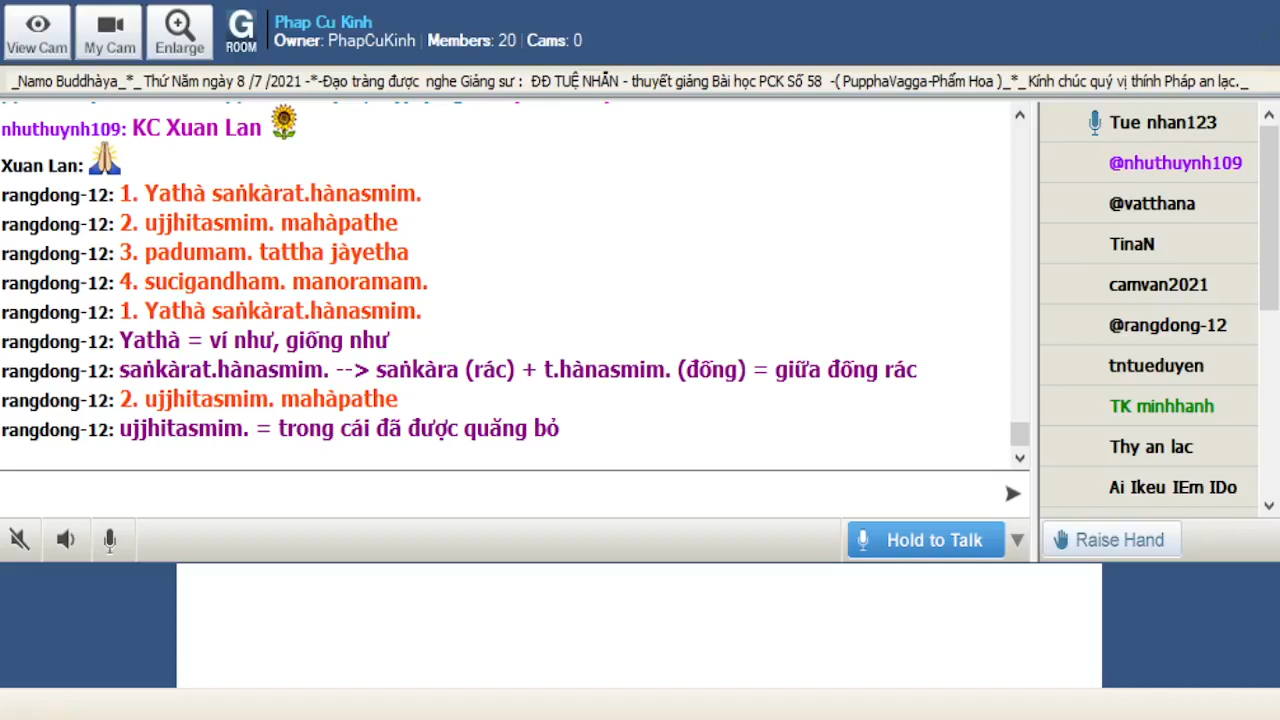 View Cam
My Cam
Enlarge
G
ROOM
Phap Cu Kinh
Owner: PhapCuKinh | Members: 20 | Cams: 0
_Namo Buddhàya_*_ Thứ Năm ngày 8 /7 /2021 -*-Đạo tràng được nghe Giảng sư : ĐĐ TUỆ NHẪN - thuyết giảng Bài học PCK Số 58 -( PupphaVagga-Phẩm Hoa )_*_Kính chúc quý vị thính Pháp an lạc._
nhuthuynh109: KC Xuan Lan
Xuan Lan:
rangdong-12: 1. Yathà saṅkàrat.hànasmim.
rangdong-12: 2. ujjhitasmim. mahàpathe
rangdong-12: 3. padumam. tattha jàyetha
rangdong-12: 4. sucigandham. manoramam.
rangdong-12: 1. Yathà saṅkàrat.hànasmim.
rangdong-12: Yathà = ví như, giống như
rangdong-12: saṅkàrat.hànasmim. --> saṅkàra (rác) + t.hànasmim. (đống) = giữa đống rác
rangdong-12: 2. ujjhitasmim. mahàpathe
rangdong-12: ujjhitasmim. = trong cái đã được quăng bỏ
Tue nhan123
@nhuthuynh109
@vatthana
TinaN
camvan2021
@rangdong-12
tntueduyen
TK minhhanh
Thy an lac
Ai Ikeu IEm IDo
Hold to Talk
Raise Hand